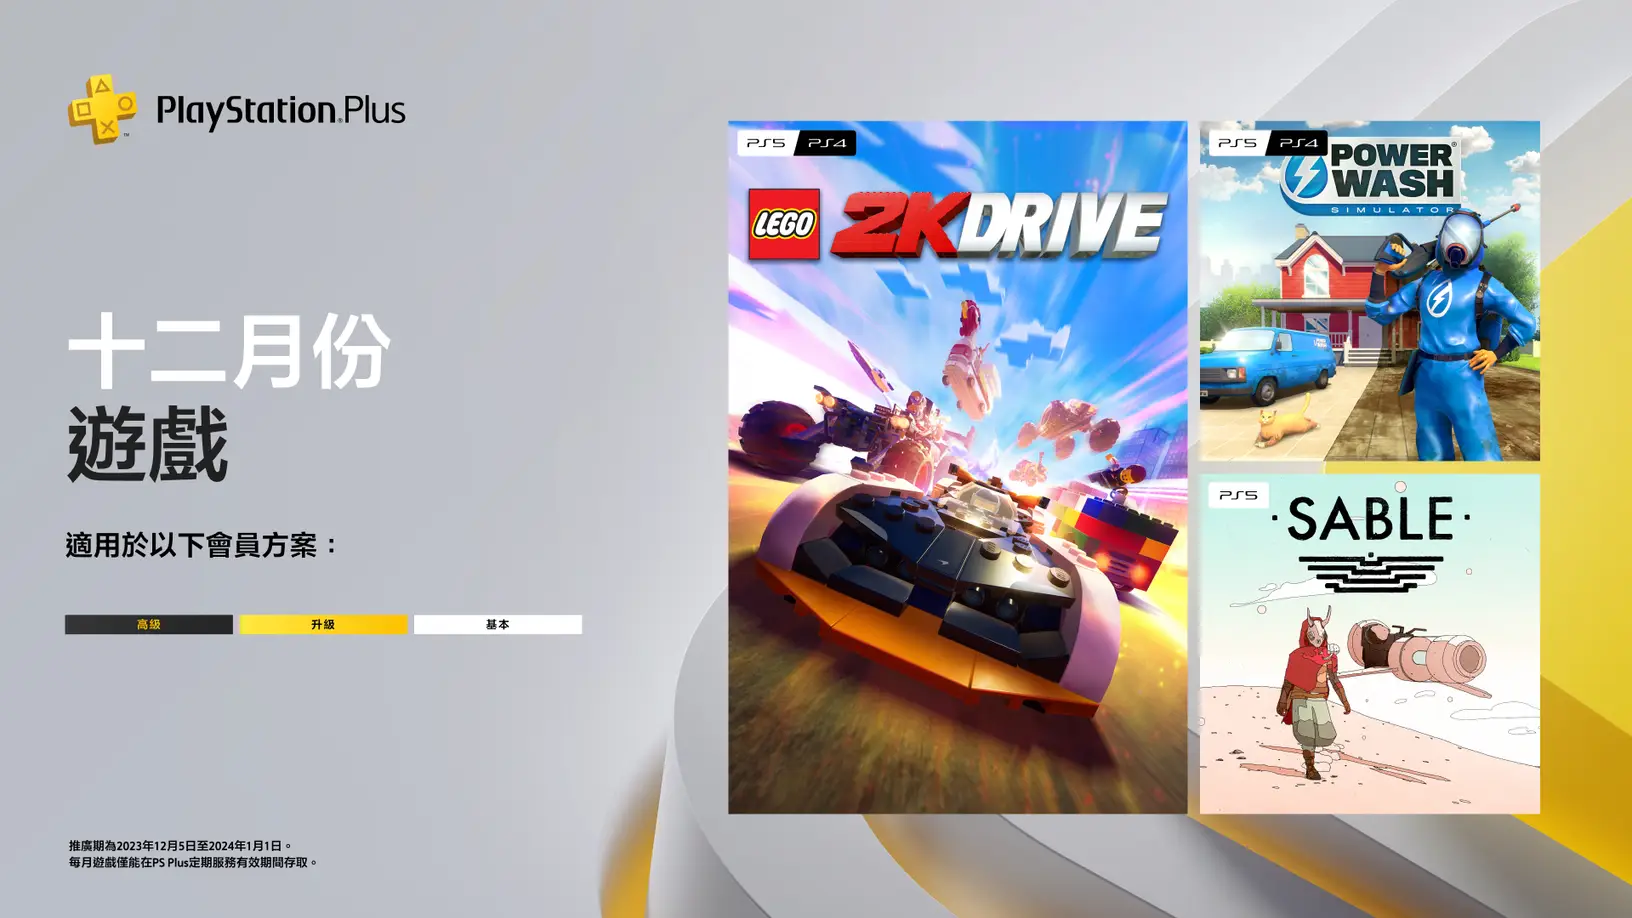 PlayStation®Plus
十二月份
遊戲
適用於以下會員方案：
高級 升級 基本
推廣期為2023年12月5日至2024年1月1日。
每月遊戲僅能在PS Plus定期服務有效期間存取。
PS5 PS4
LEGO 2KDRIVE
PS5 PS4
POWER
WASH
SIMULATOR
PS5
·SABLE·